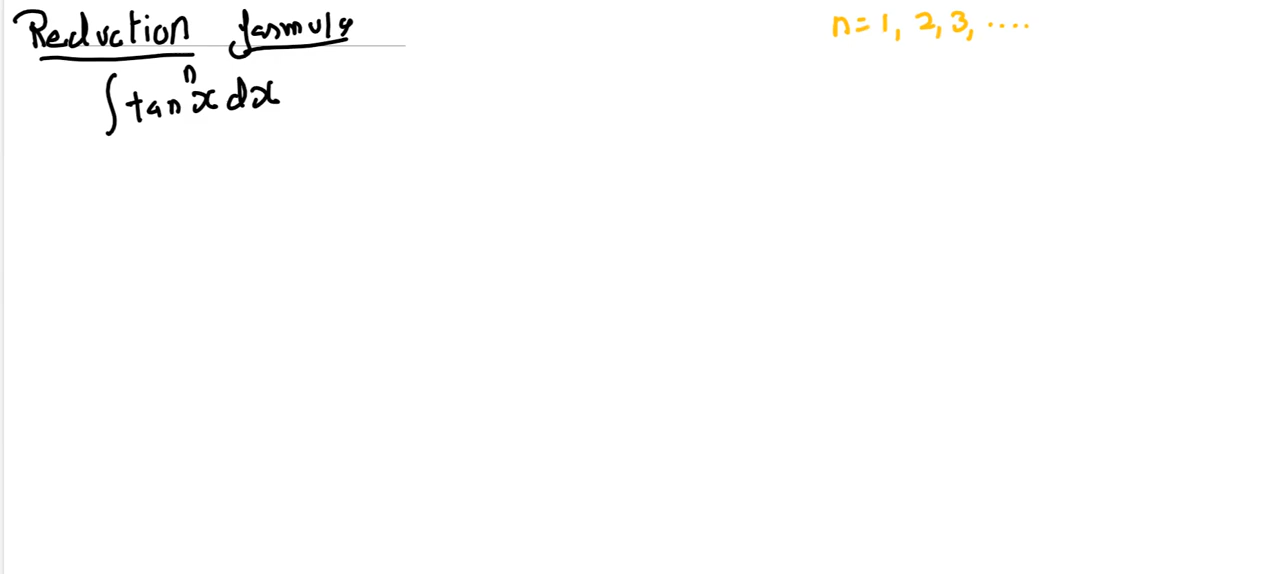 Reduction formula
n = 1, 2, 3, ....
∫ tanⁿx dx